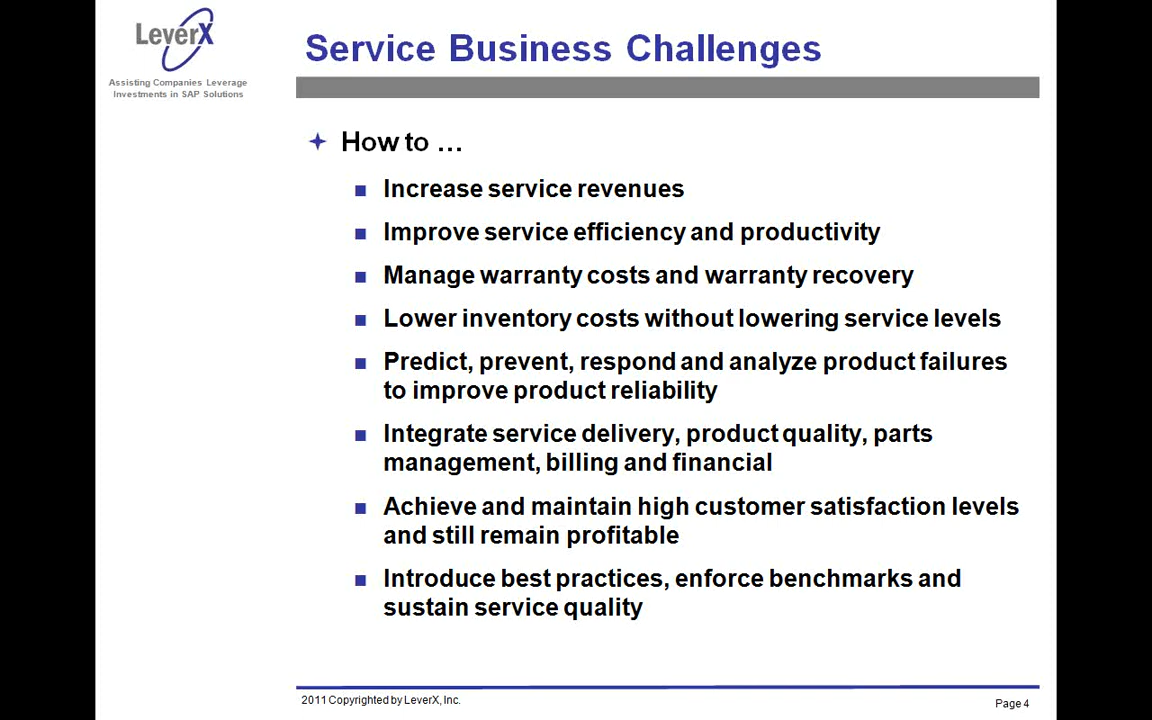 LeverX
Assisting Companies Leverage
Investments in SAP Solutions
Service Business Challenges
How to ...
Increase service revenues
Improve service efficiency and productivity
Manage warranty costs and warranty recovery
Lower inventory costs without lowering service levels
Predict, prevent, respond and analyze product failures
to improve product reliability
Integrate service delivery, product quality, parts
management, billing and financial
Achieve and maintain high customer satisfaction levels
and still remain profitable
Introduce best practices, enforce benchmarks and
sustain service quality
2011 Copyrighted by LeverX, Inc.
Page 4